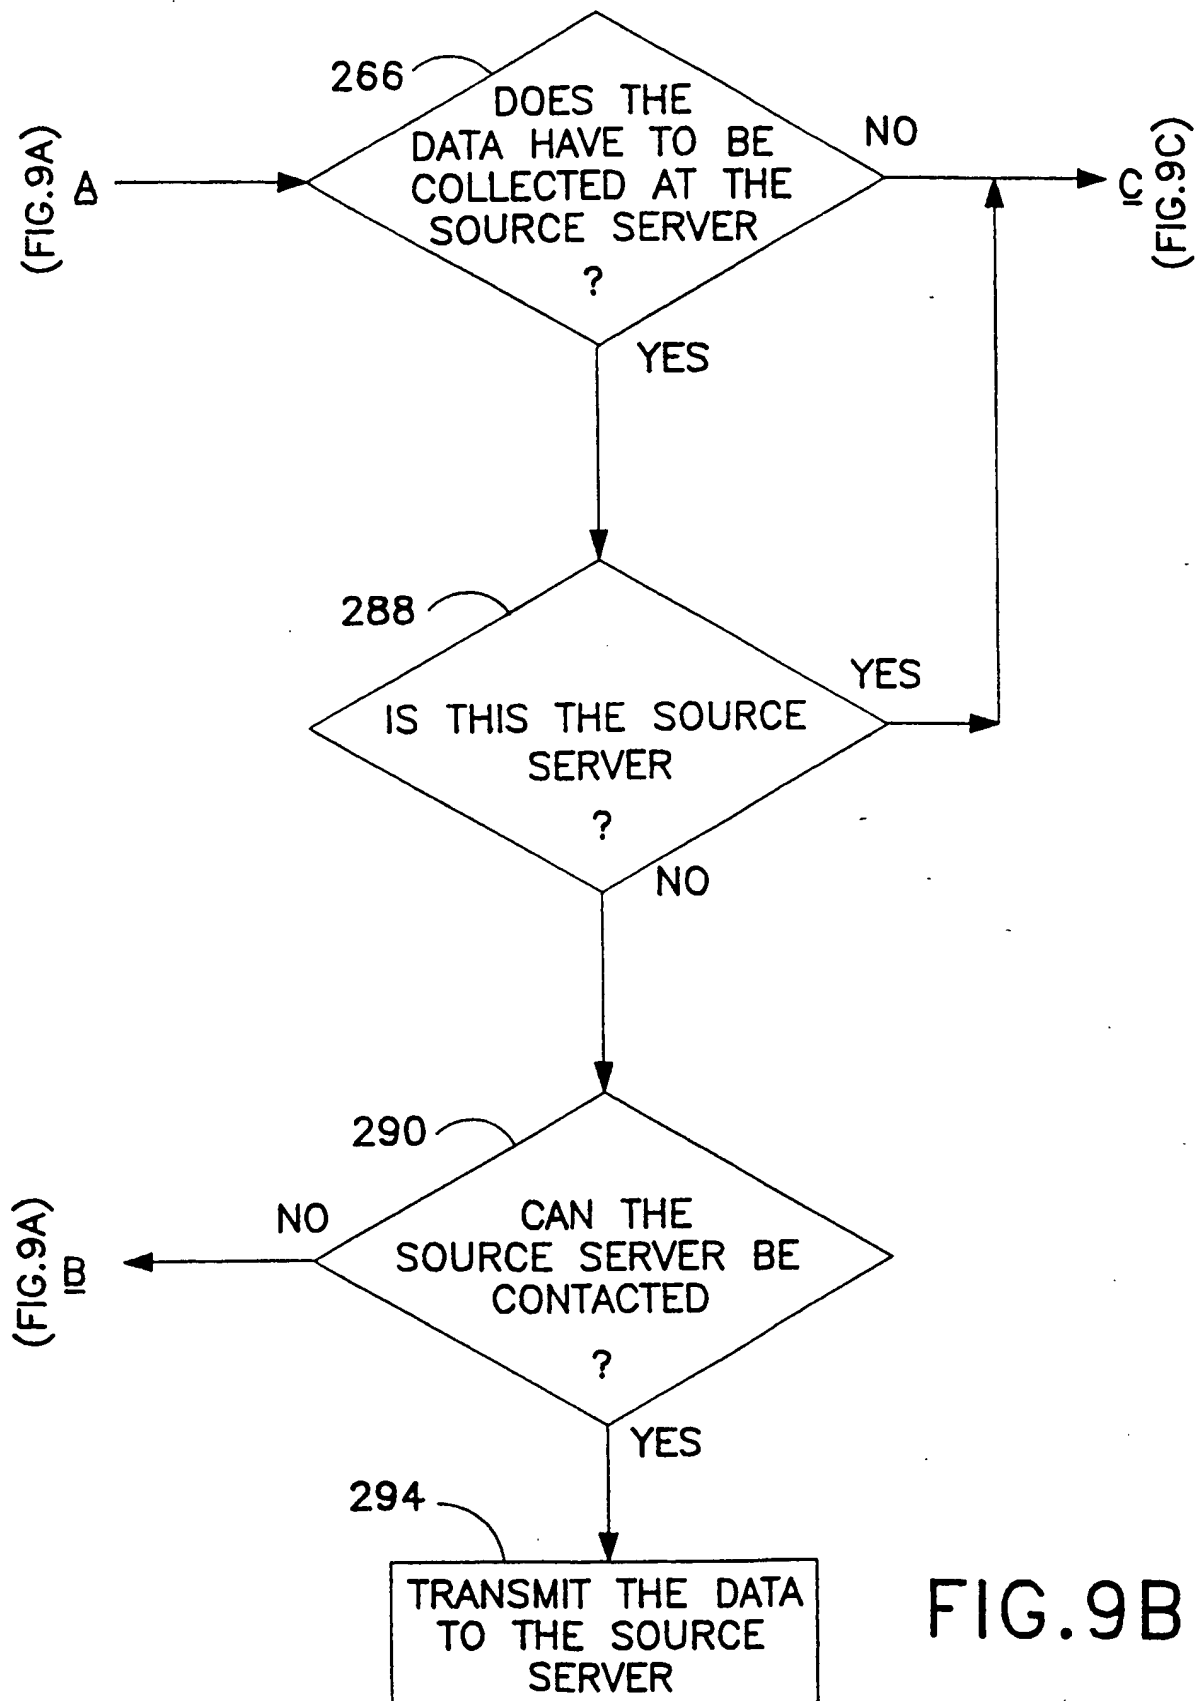 266
DOES THE
DATA HAVE TO BE
COLLECTED AT THE
SOURCE SERVER
?
NO
YES
(FIG.9A)
A
C
(FIG.9C)
288
IS THIS THE SOURCE
SERVER
?
YES
NO
290
CAN THE
SOURCE SERVER BE
CONTACTED
?
NO
YES
(FIG.9A)
B
294
TRANSMIT THE DATA
TO THE SOURCE
SERVER
FIG.9B